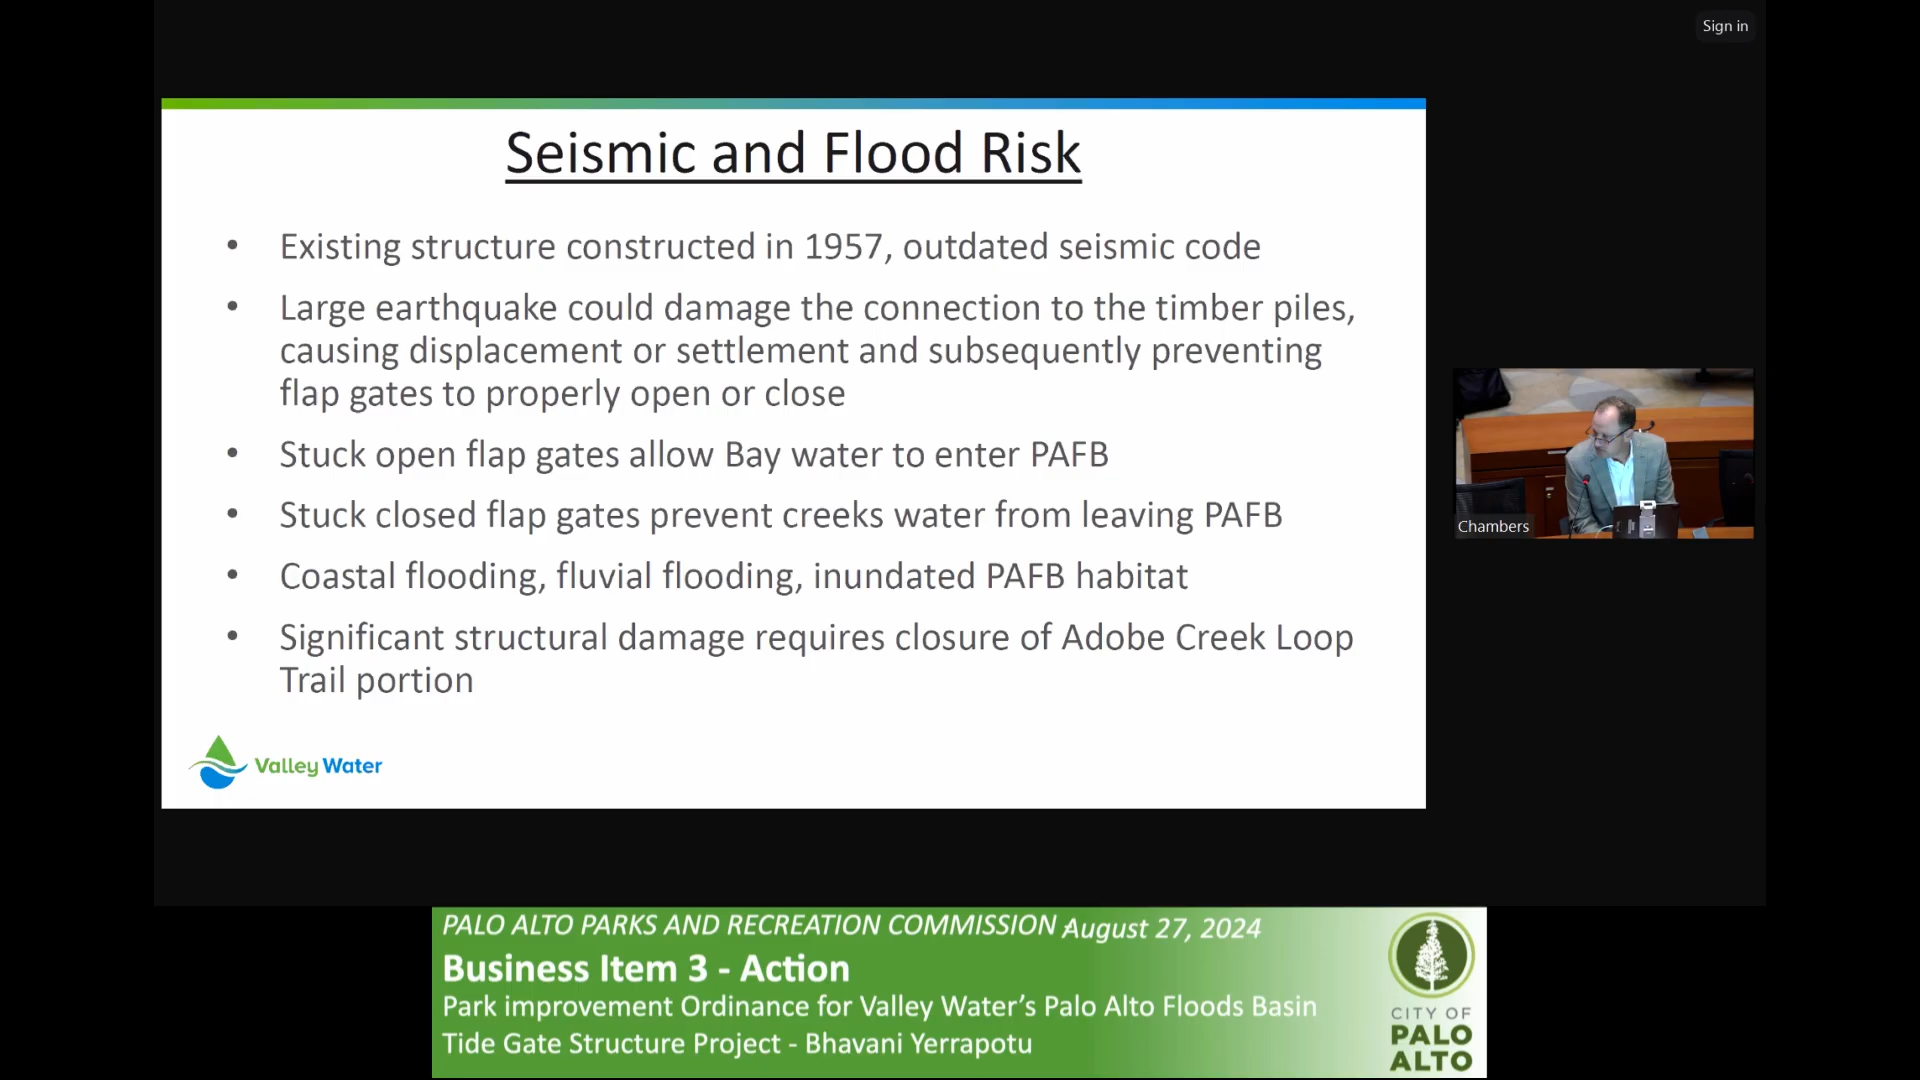 Sign in
Seismic and Flood Risk
• Existing structure constructed in 1957, outdated seismic code
• Large earthquake could damage the connection to the timber piles,
causing displacement or settlement and subsequently preventing
flap gates to properly open or close
• Stuck open flap gates allow Bay water to enter PAFB
• Stuck closed flap gates prevent creeks water from leaving PAFB
• Coastal flooding, fluvial flooding, inundated PAFB habitat
• Significant structural damage requires closure of Adobe Creek Loop
Trail portion
Valley Water
Chambers
PALO ALTO PARKS AND RECREATION COMMISSION August 27, 2024
Business Item 3 - Action
Park improvement Ordinance for Valley Water's Palo Alto Floods Basin
Tide Gate Structure Project - Bhavani Yerrapotu
CITY OF
PALO
ALTO